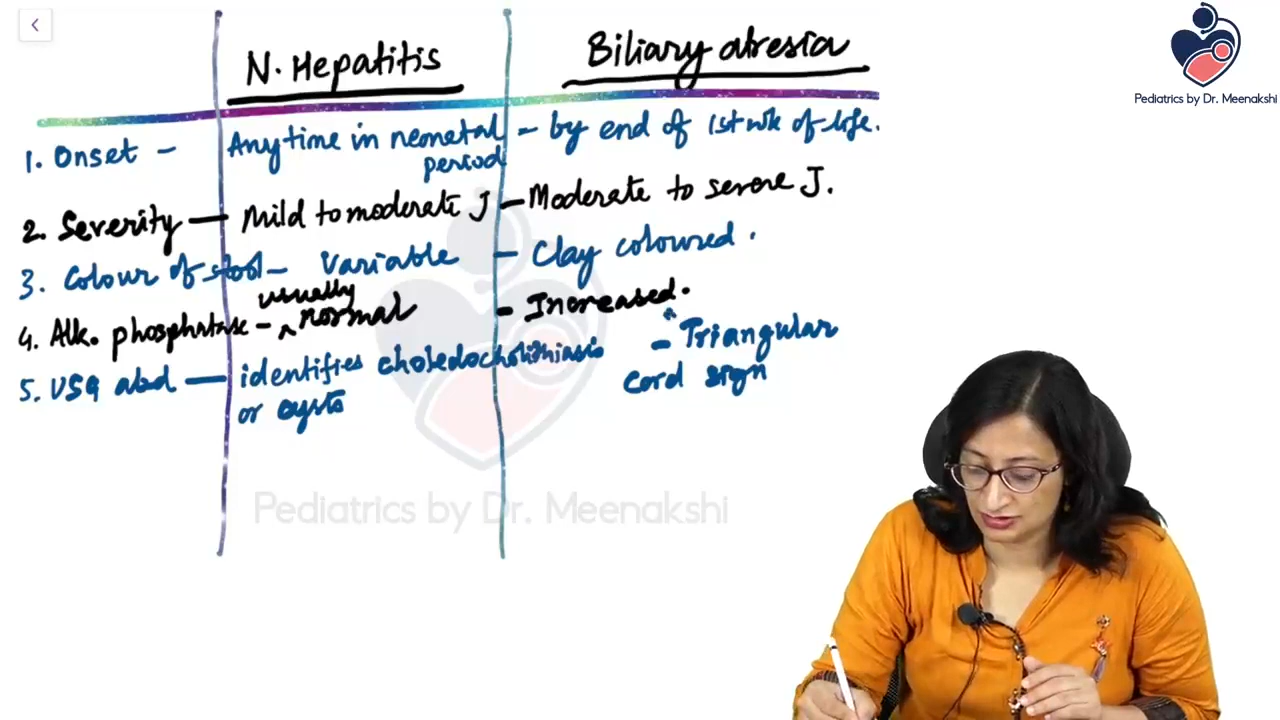 N. Hepatitis
Biliary atresia
Pediatrics by Dr. Meenakshi
1. Onset - Anytime in neonatal period - by end of 1st wk of life.
2. Severity - Mild to moderate J - Moderate to severe J.
3. Colour of stool - Variable - Clay coloured.
4. Alk. phosphatase - usually normal - Increased.
5. USG abd - identifies choledocholithiasis - "Triangular
or cysts
cord sign
Pediatrics by Dr. Meenakshi